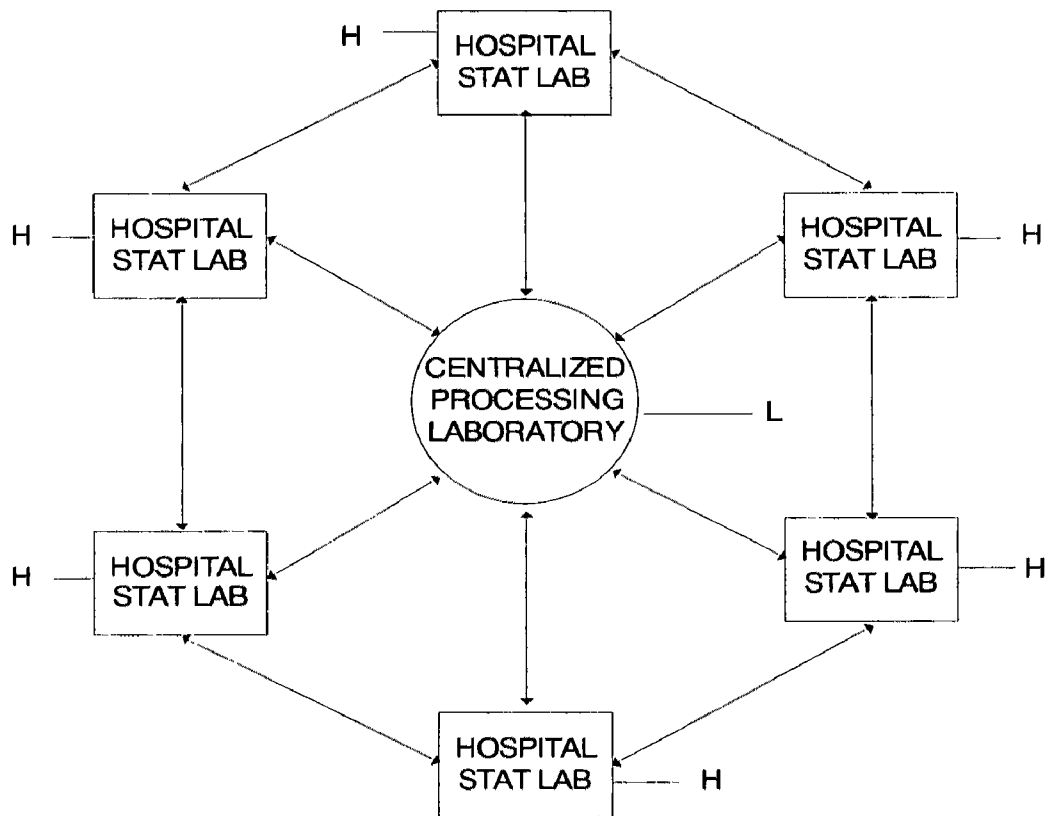 H
HOSPITAL
STAT LAB
H
HOSPITAL
STAT LAB
HOSPITAL
STAT LAB
H
CENTRALIZED
PROCESSING
LABORATORY
L
H
HOSPITAL
STAT LAB
HOSPITAL
STAT LAB
H
HOSPITAL
STAT LAB
H